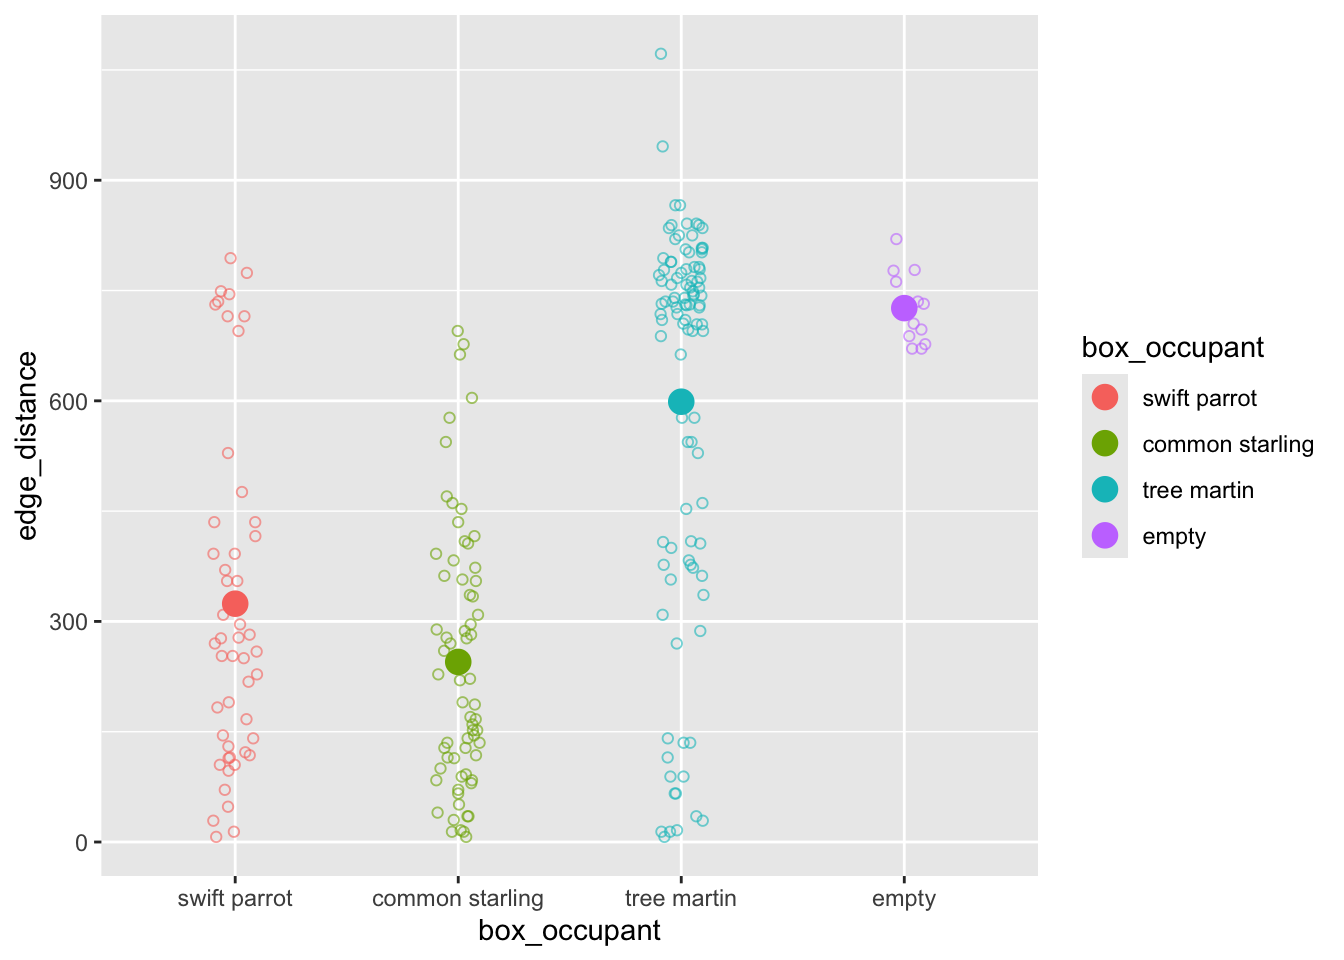 edge_distance
900
600
300
0
swift parrot
common starling
tree martin
empty
box_occupant
box_occupant
swift parrot
common starling
tree martin
empty